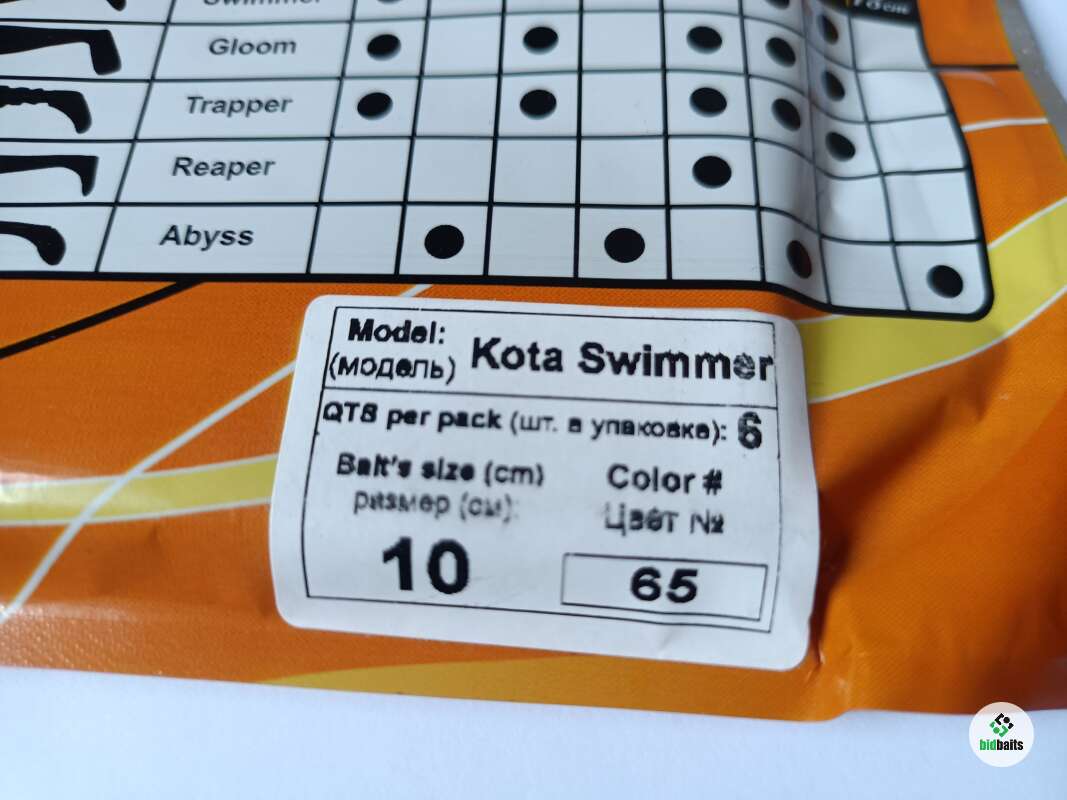 Swimmer
Gloom
Trapper
Reaper
Abyss
Model:
(модель)
Kota Swimmer
QTS per pack (шт. в упаковке): 6
Bait's size (cm)
размер (см):
10
Color #
Цвет №
65
bidbaits